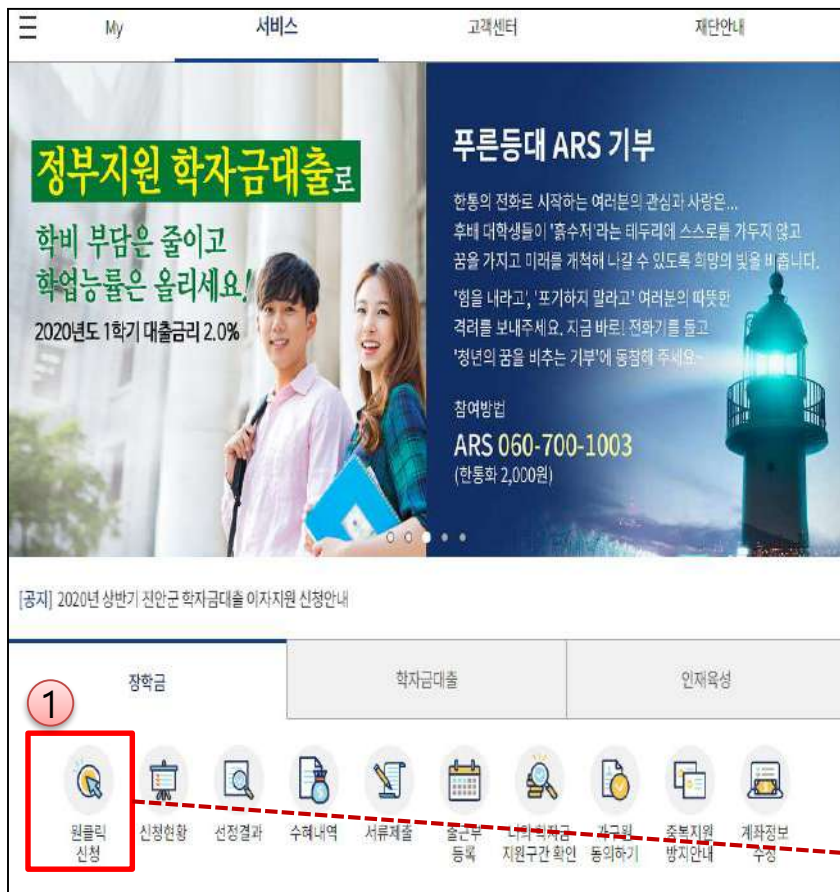 My 서비스 고객센터 재단안내
정부지원 학자금대출로
학비 부담은 줄이고
학업능률은 올리세요!
2020년도 1학기 대출금리 2.0%
푸른등대 ARS 기부
한통의 전화로 시작하는 여러분의 관심과 사랑은...
후배 대학생들이 '흙수저'라는 테두리에 스스로를 가두지 않고
꿈을 가지고 미래를 개척해 나갈 수 있도록 희망의 빛을 비춥니다.
'힘을 내라고', '포기하지 말라고' 여러분의 따뜻한
격려를 보내주세요. 지금 바로! 전화기를 들고
'청년의 꿈을 비추는 기부'에 동참해 주세요~
참여방법
ARS 060-700-1003
(한통화 2,000원)
[공지] 2020년 상반기 진안군 학자금대출 이자지원 신청안내
장학금 학자금대출 인재육성
1
원클릭 신청현황 선정결과 수혜내역 서류제출 출근부 나의 학자금 가구원 중복지원 계좌정보
신청 등록 지원구간 확인 동의하기 방지안내 수정